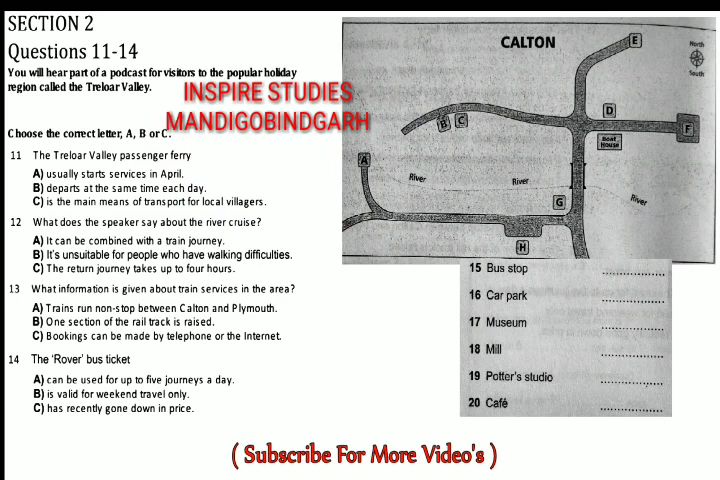 SECTION 2
Questions 11-14
You will hear part of a podcast for visitors to the popular holiday
region called the Treloar Valley.
INSPIRE STUDIES
MANDIGOBINDGARH
Choose the correct letter, A, B or C.
11 The Treloar Valley passenger ferry
A) usually starts services in April.
B) departs at the same time each day.
C) is the main means of transport for local villagers.
12 What does the speaker say about the river cruise?
A) It can be combined with a train journey.
B) It's unsuitable for people who have walking difficulties.
C) The return journey takes up to four hours.
13 What information is given about train services in the area?
A) Trains run non-stop between Calton and Plymouth.
B) One section of the rail track is raised.
C) Bookings can be made by telephone or the Internet.
14 The 'Rover' bus ticket
A) can be used for up to five journeys a day.
B) is valid for weekend travel only.
C) has recently gone down in price.
CALTON
North
South
E
D
B C
F
Boat
House
A
River
River
River
G
H
15 Bus stop ..................
16 Car park ..................
17 Museum ..................
18 Mill ..................
19 Potter's studio ..................
20 Café ..................
( Subscribe For More Video's )